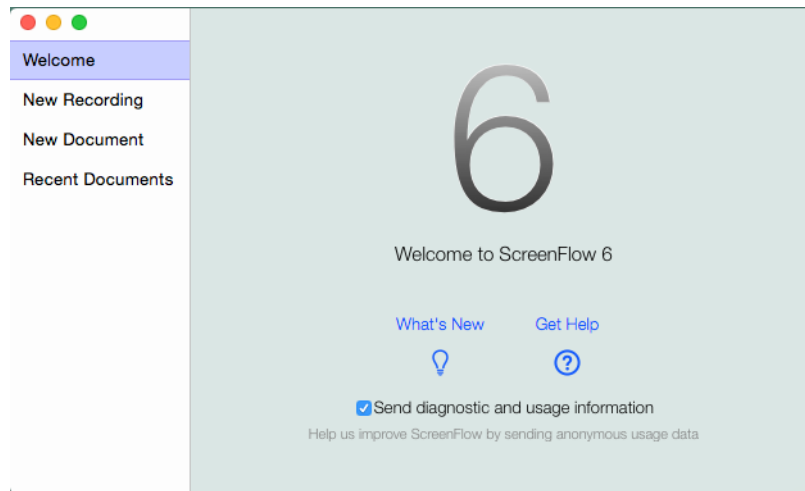 Welcome
New Recording
New Document
Recent Documents
6
Welcome to ScreenFlow 6
What's New
Get Help
?
Send diagnostic and usage information
Help us improve ScreenFlow by sending anonymous usage data